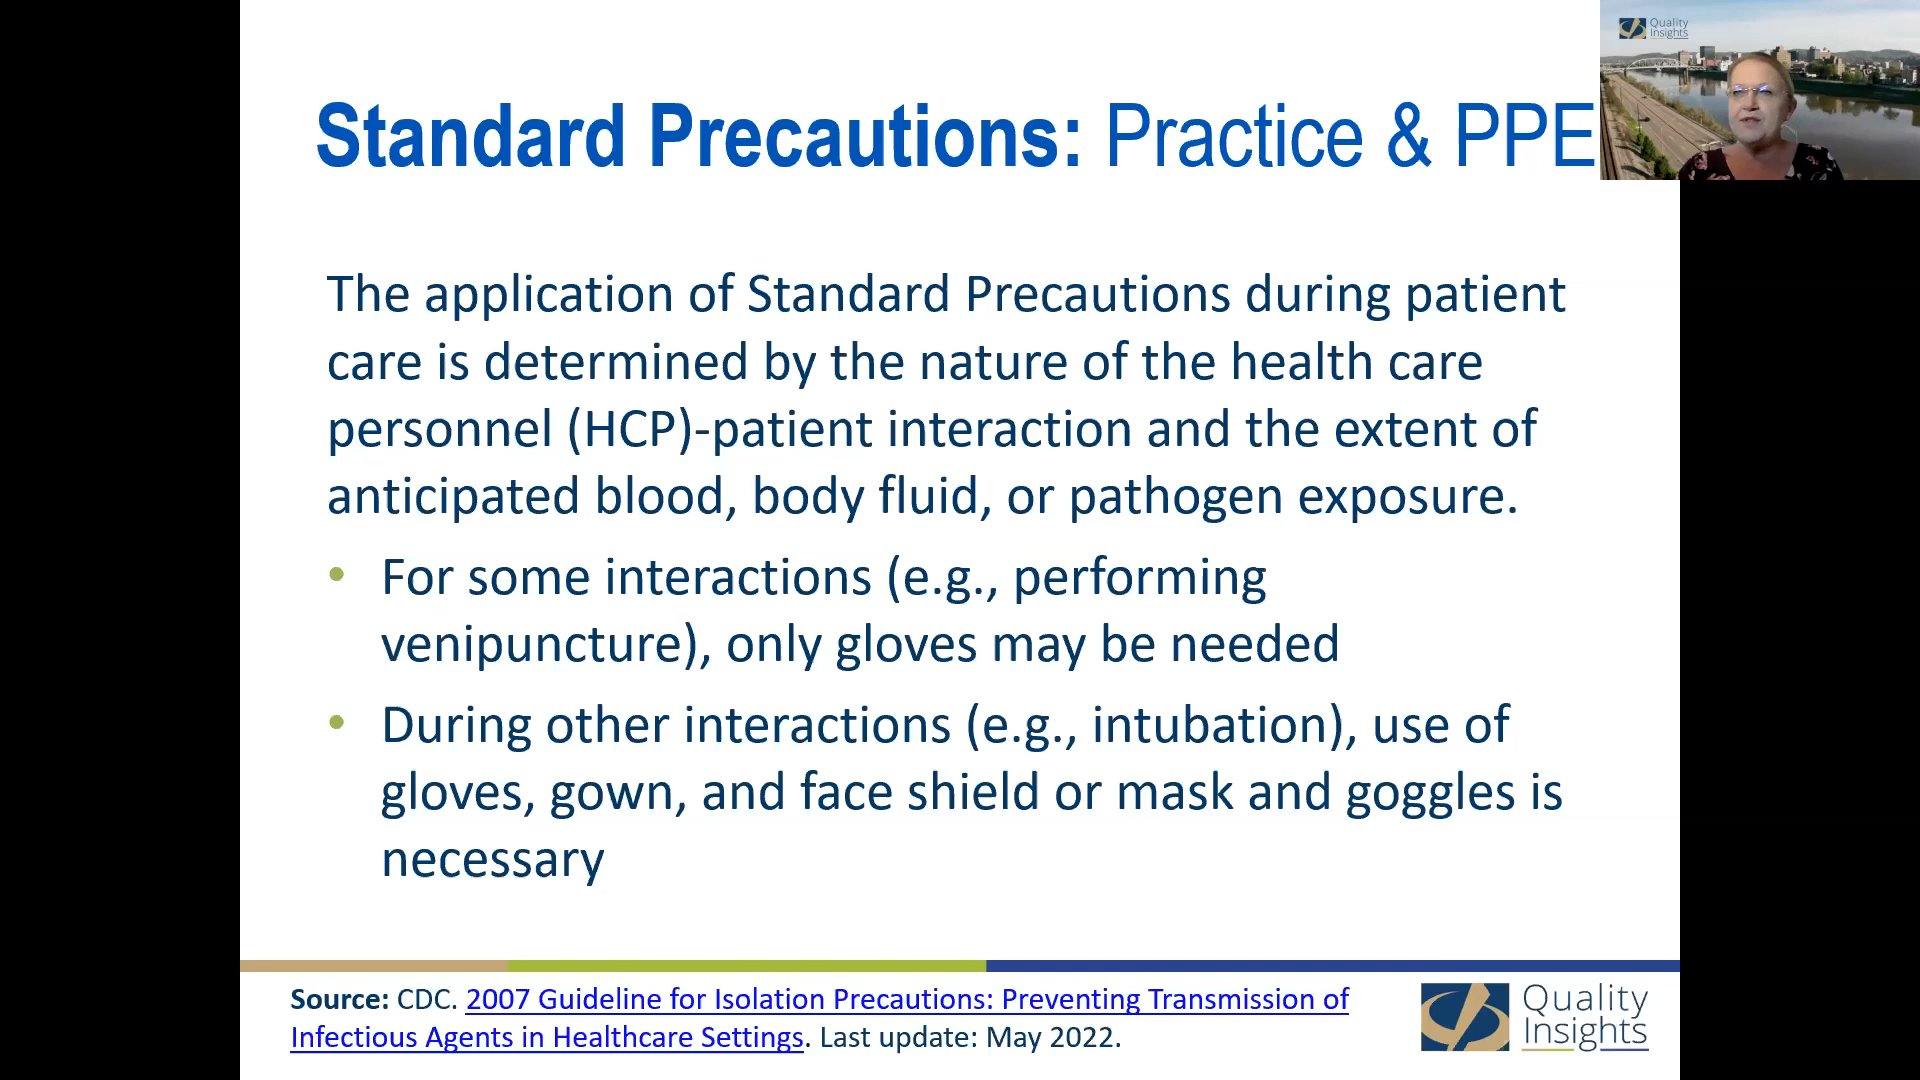 Quality
Insights
Standard Precautions: Practice & PPE
The application of Standard Precautions during patient
care is determined by the nature of the health care
personnel (HCP)-patient interaction and the extent of
anticipated blood, body fluid, or pathogen exposure.
• For some interactions (e.g., performing
venipuncture), only gloves may be needed
• During other interactions (e.g., intubation), use of
gloves, gown, and face shield or mask and goggles is
necessary
Source: CDC. 2007 Guideline for Isolation Precautions: Preventing Transmission of
Infectious Agents in Healthcare Settings. Last update: May 2022.
Quality
Insights